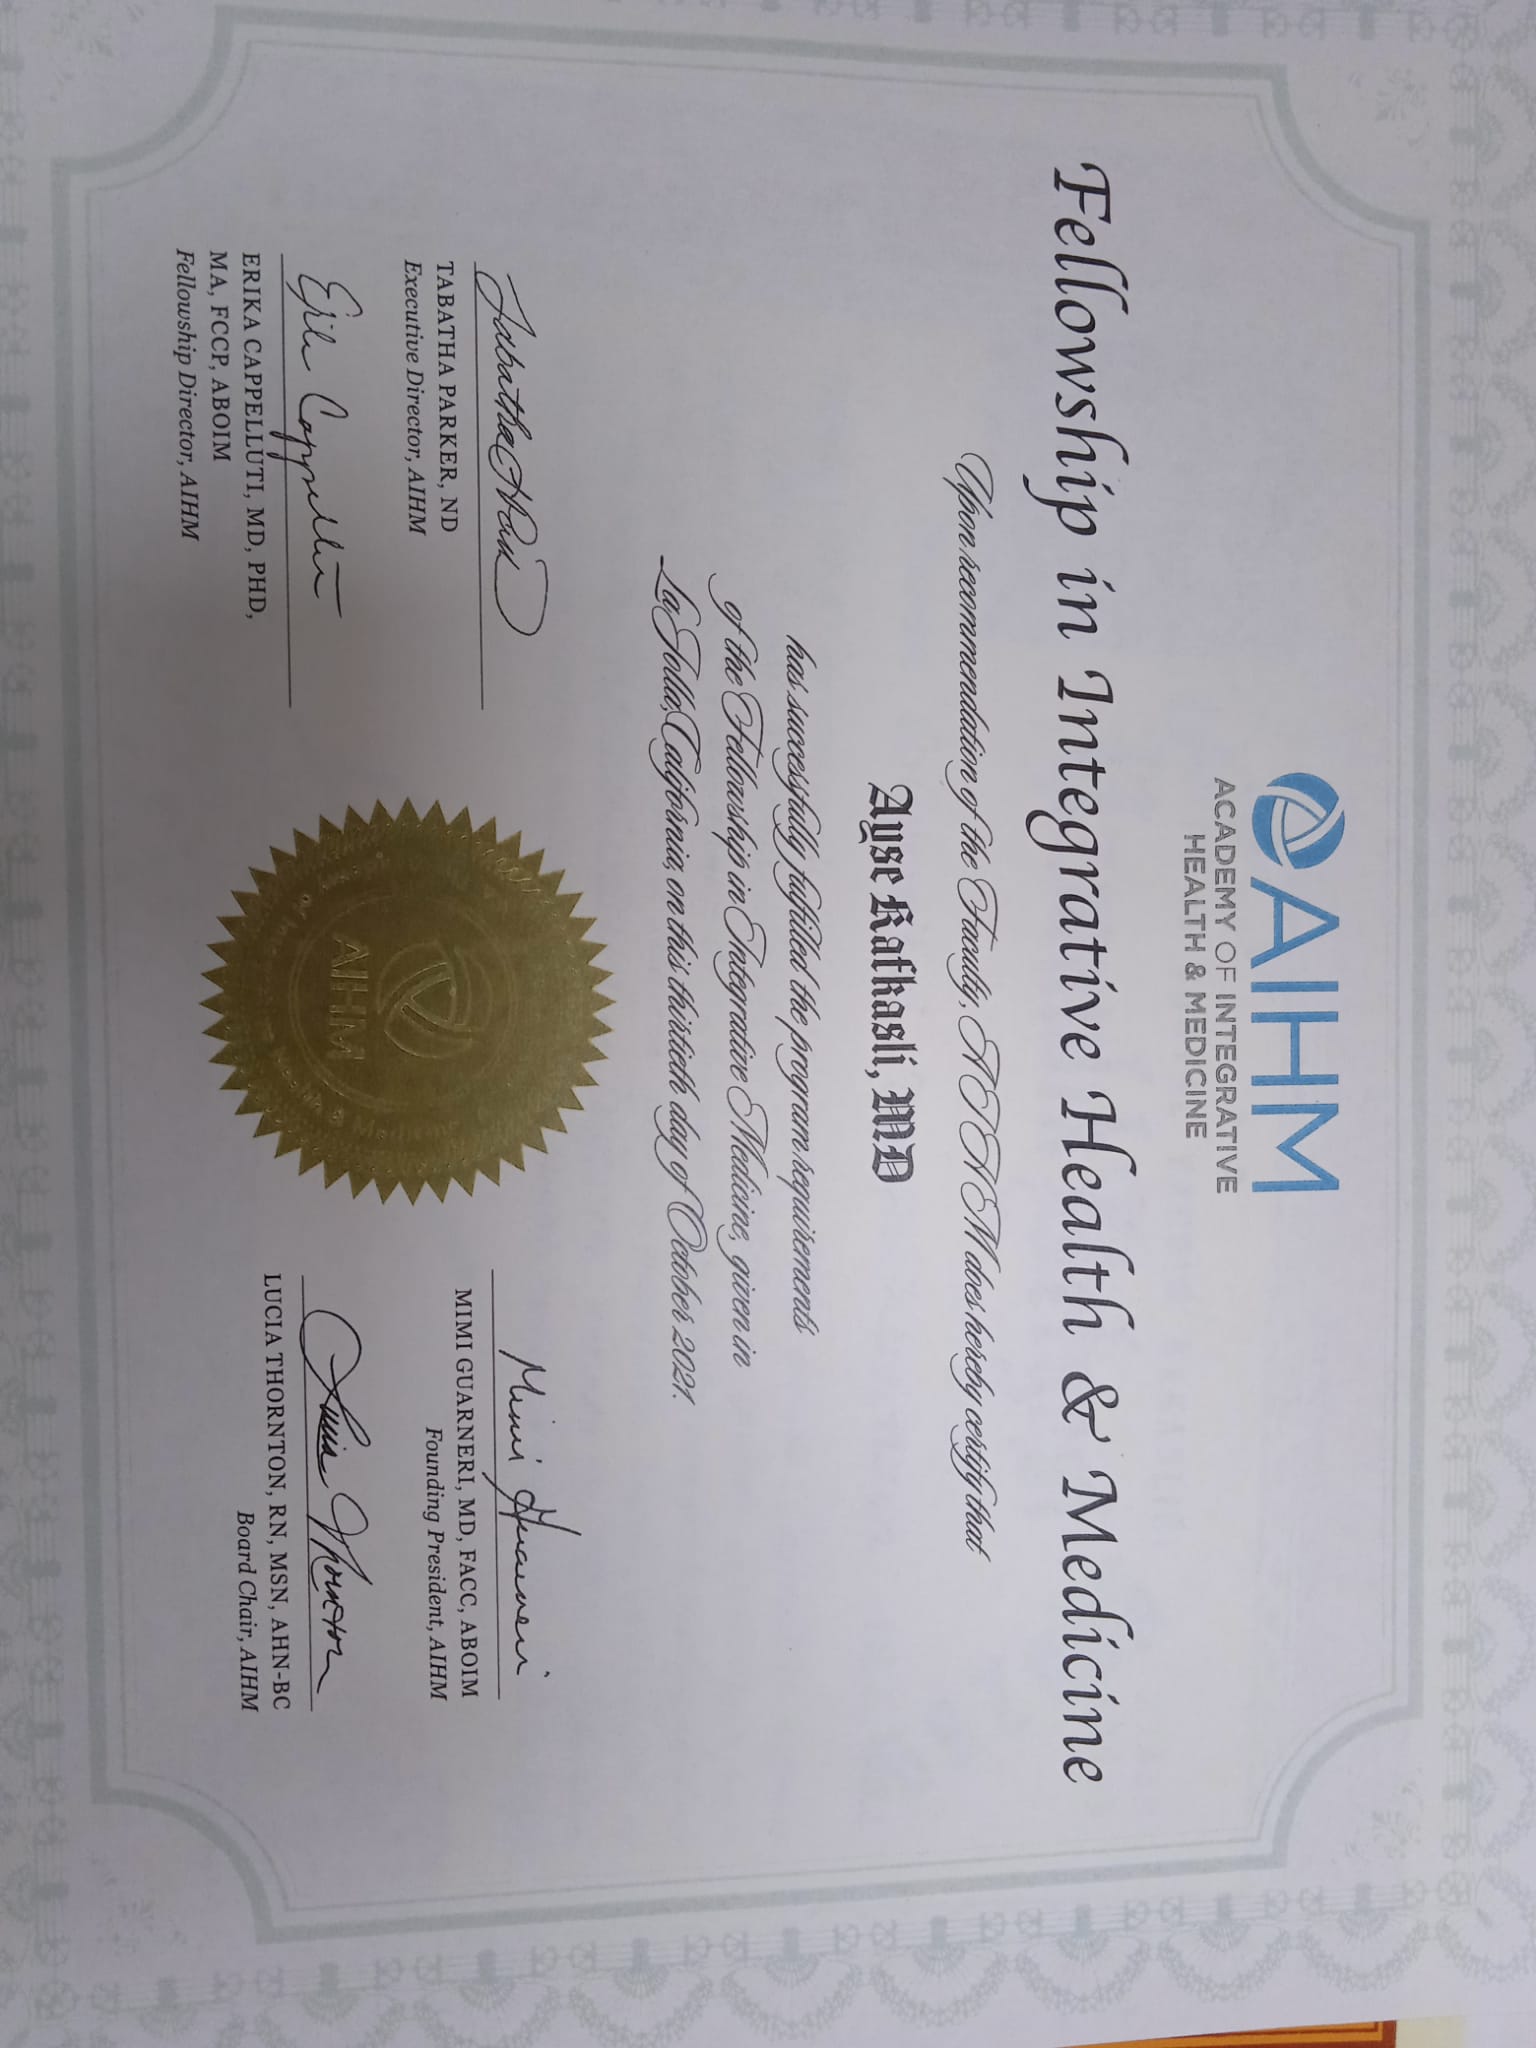 AIHM
ACADEMY OF INTEGRATIVE
HEALTH & MEDICINE
Fellowship in Integrative Health & Medicine
Upon recommendation of the Faculty, AIHM does hereby certify that
Ayse Kafkasli, MD
has successfully fulfilled the program requirements
of the Fellowship in Integrative Medicine, given in
La Jolla, California, on this thirtieth day of October 2021.
TABATHA PARKER, ND
Executive Director, AIHM
Erik Cappelluti
ERIKA CAPPELLUTI, MD, PHD,
MA, FCCP, ABOIM
Fellowship Director, AIHM
AIHM
Mimi Guarneri
MIMI GUARNERI, MD, FACC, ABOIM
Founding President, AIHM
LUCIA THORNTON, RN, MSN, AHN-BC
Board Chair, AIHM